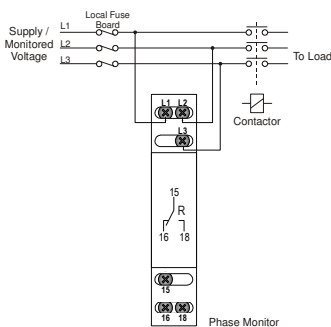 Local Fuse
Board
Supply /
Monitored
Voltage
L1
L2
L3
To Load
Contactor
L1 L2
L3
15
R
16 18
15
16 18
Phase Monitor